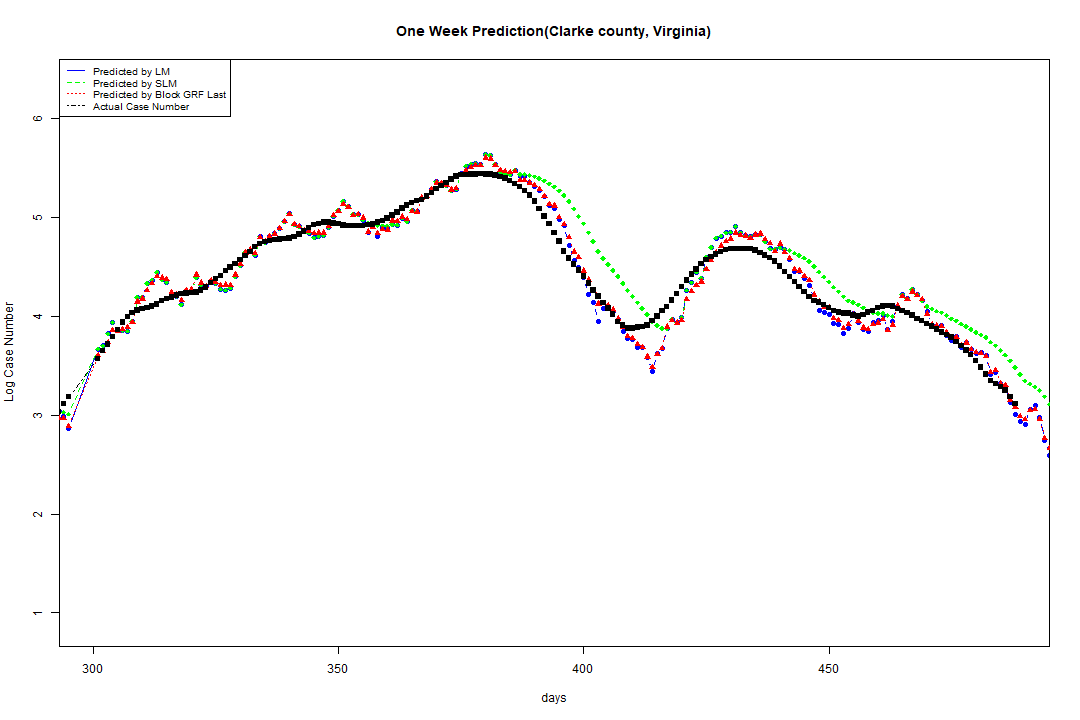 One Week Prediction(Clarke county, Virginia)
Predicted by LM
Predicted by SLM
Predicted by Block GRF Last
Actual Case Number
6
5
4
3
2
1
Log Case Number
300
350
400
450
days